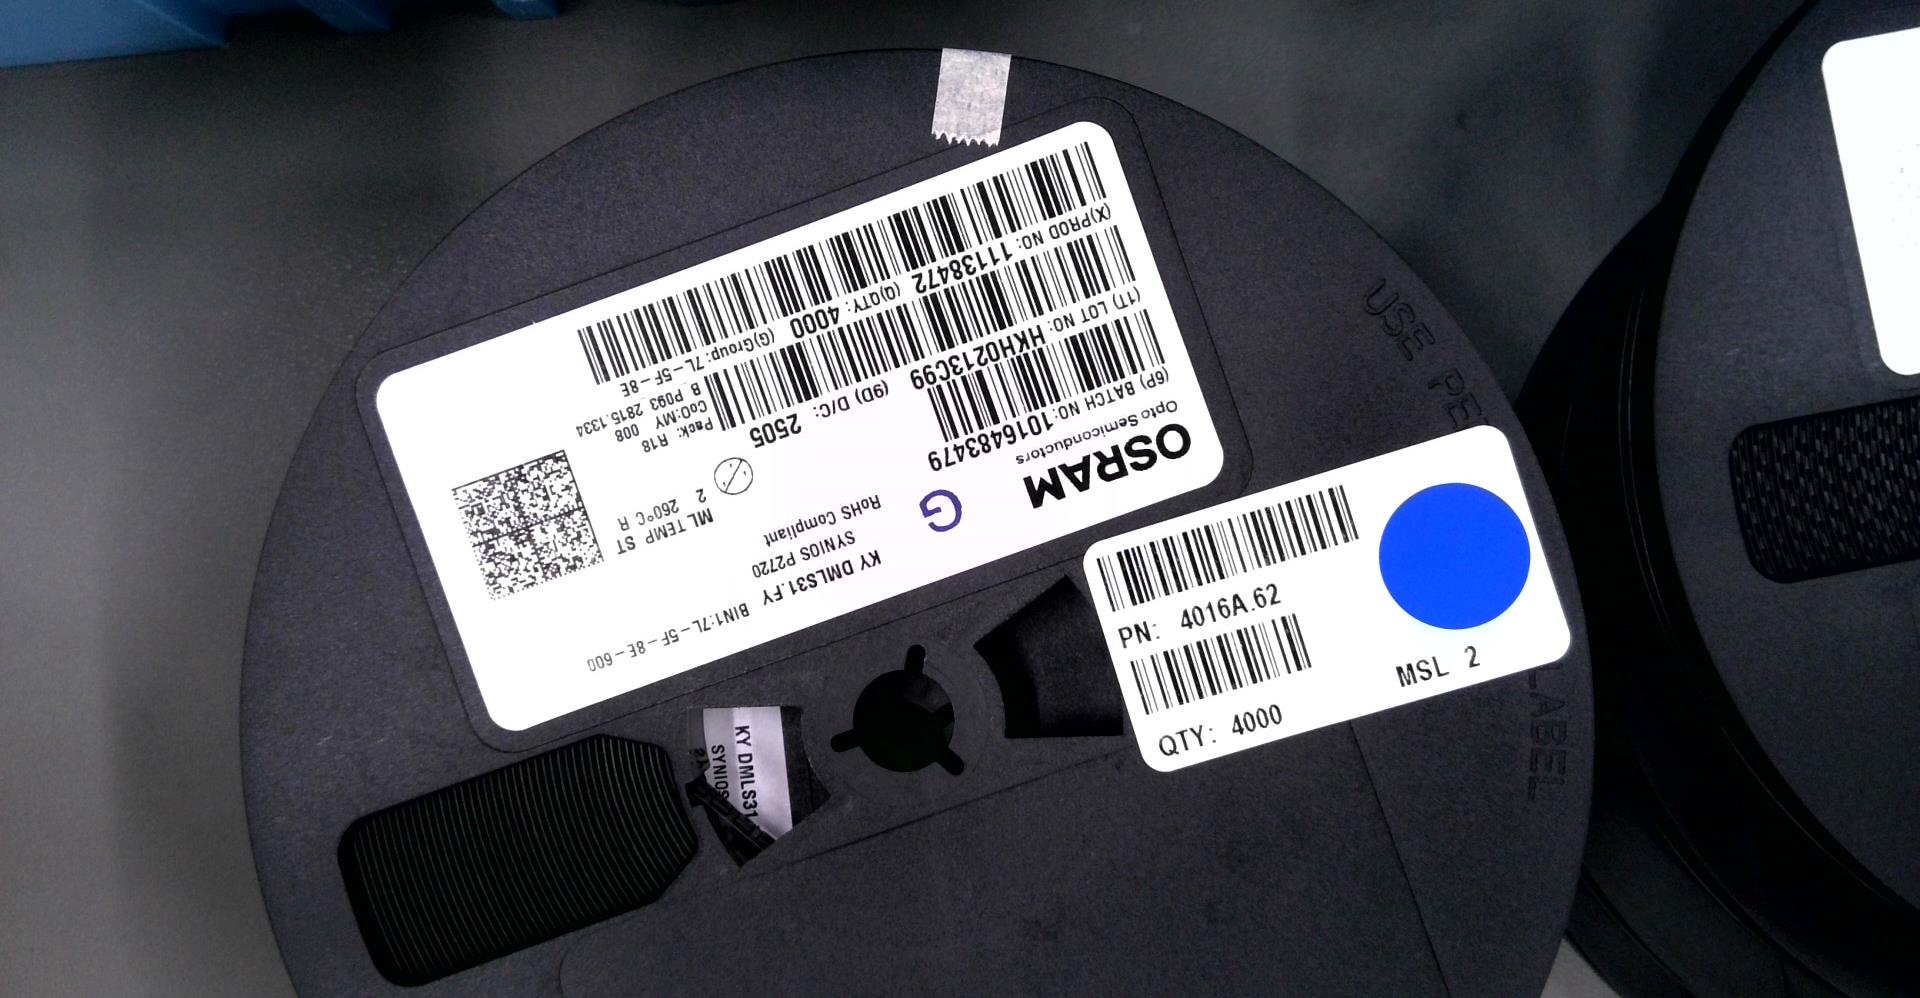 OSRAM
Opto Semiconductors
(6P) BATCH NO: 1016483479
(1T) LOT NO: HKH0213C99
(9D) D/C: 2505
(X)PROD NO: 11138472
(Q)QTY: 4000
(G)Group: 7L-5F-8E
G
KY DMLS31.FY BIN1:7L-5F-8E-600
SYNIOS P2720
RoHS Compliant
ML TEMP ST
2 260°C R
Pack: R18
CoO:MY 008
B P093 2815.1334
PN: 4016A.62
QTY: 4000
MSL 2
KY DMLS31
SYNIOS
USE PE
LABEL